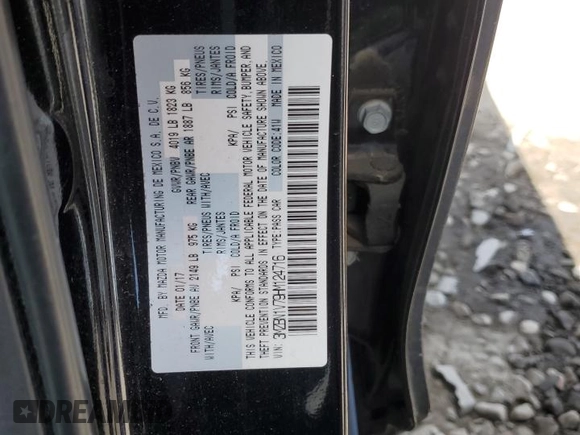 MFD. BY MAZDA MOTOR MANUFACTURING DE MEXICO S.A. DE C.V.
DATE 01/17 GVWR/PNBV 4019 LB 1823 KG
FRONT GAWR/PNBE AV 2149 LB 975 KG REAR GAWR/PNBE AR 1887 LB 856 KG
WITH/AVEC TIRES/PNEUS WITH/AVEC TIRES/PNEUS
RIMS/JANTES RIMS/JANTES
KPA/ PSI COLD/A FROID KPA/ PSI COLD/A FROID
THIS VEHICLE CONFORMS TO ALL APPLICABLE FEDERAL MOTOR VEHICLE SAFETY, BUMPER, AND
THEFT PREVENTION STANDARDS IN EFFECT ON THE DATE OF MANUFACTURE SHOWN ABOVE.
VIN: 3MZBN1V79HM124716 TYPE:PASS CAR COLOR CODE:41W MADE IN MEXICO
DREAMBID